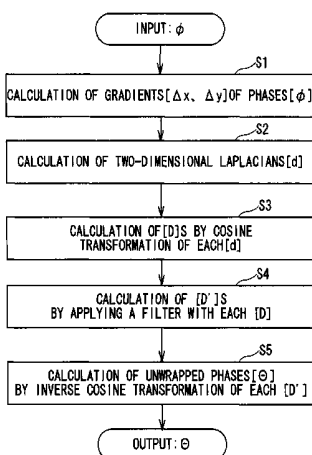 INPUT: ϕ
S1
CALCULATION OF GRADIENTS[Δx、Δy]OF PHASES[ϕ]
S2
CALCULATION OF TWO-DIMENSIONAL LAPLACIANS[d]
S3
CALCULATION OF[D]S BY COSINE
TRANSFORMATION OF EACH[d]
S4
CALCULATION OF [D']S
BY APPLYING A FILTER WITH EACH [D]
S5
CALCULATION OF UNWRAPPED PHASES[Θ]
BY INVERSE COSINE TRANSFORMATION OF EACH [D']
OUTPUT: Θ